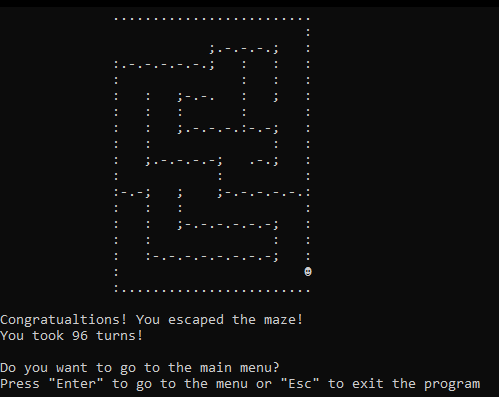 Congratualtions! You escaped the maze!
You took 96 turns!
Do you want to go to the main menu?
Press "Enter" to go to the menu or "Esc" to exit the program